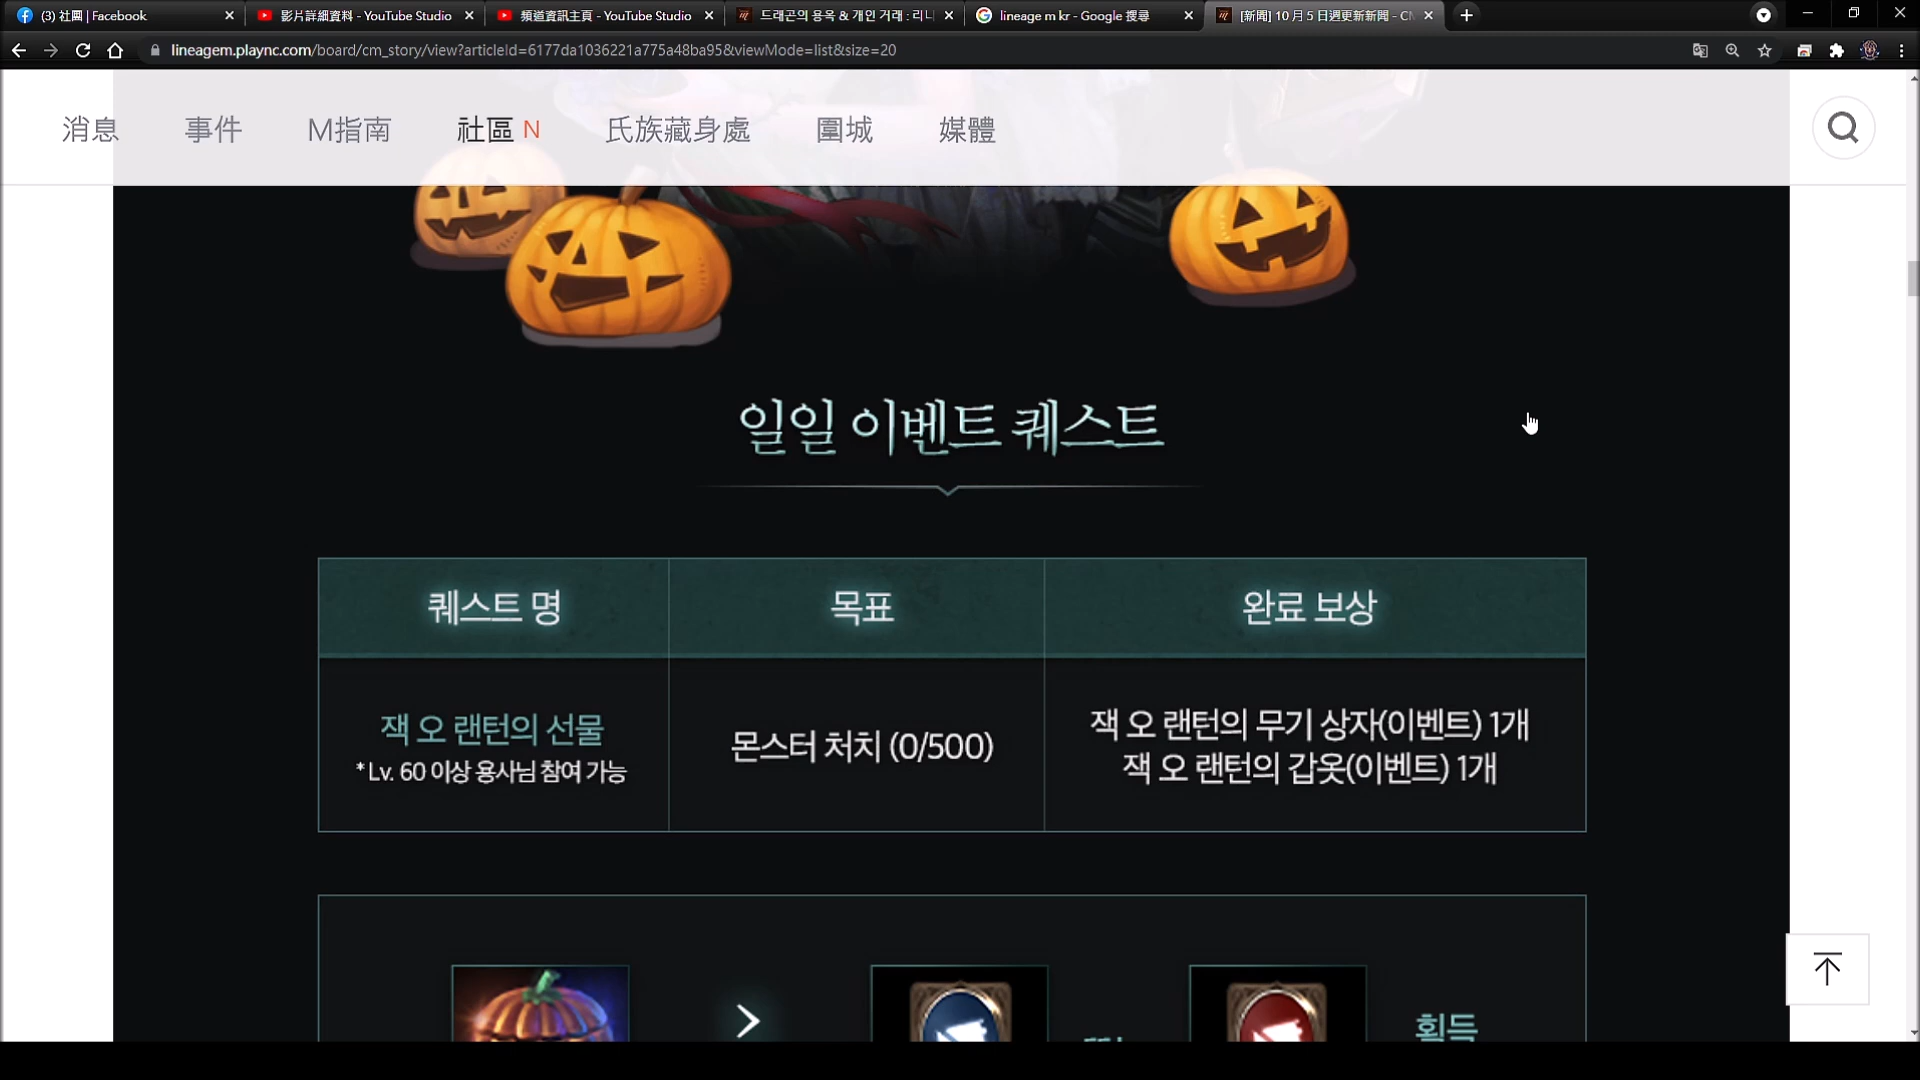 (3) 社團 | Facebook
影片詳細資料 - YouTube Studio
頻道資訊主頁 - YouTube Studio
드래곤의 용옥 & 개인 거래 : 리니
lineage m kr - Google 搜尋
[新聞] 10 月 5 日週更新新聞 - CM
lineagem.plaync.com/board/cm_story/view?articleId=6177da1036221a775a48ba95&viewMode=list&size=20
消息
事件
M指南
社區 N
氏族藏身處
圍城
媒體
일일 이벤트 퀘스트
퀘스트 명
목표
완료 보상
잭 오 랜턴의 선물
* Lv. 60 이상 용사님 참여 가능
몬스터 처치 (0/500)
잭 오 랜턴의 무기 상자(이벤트) 1개
잭 오 랜턴의 갑옷(이벤트) 1개
획득